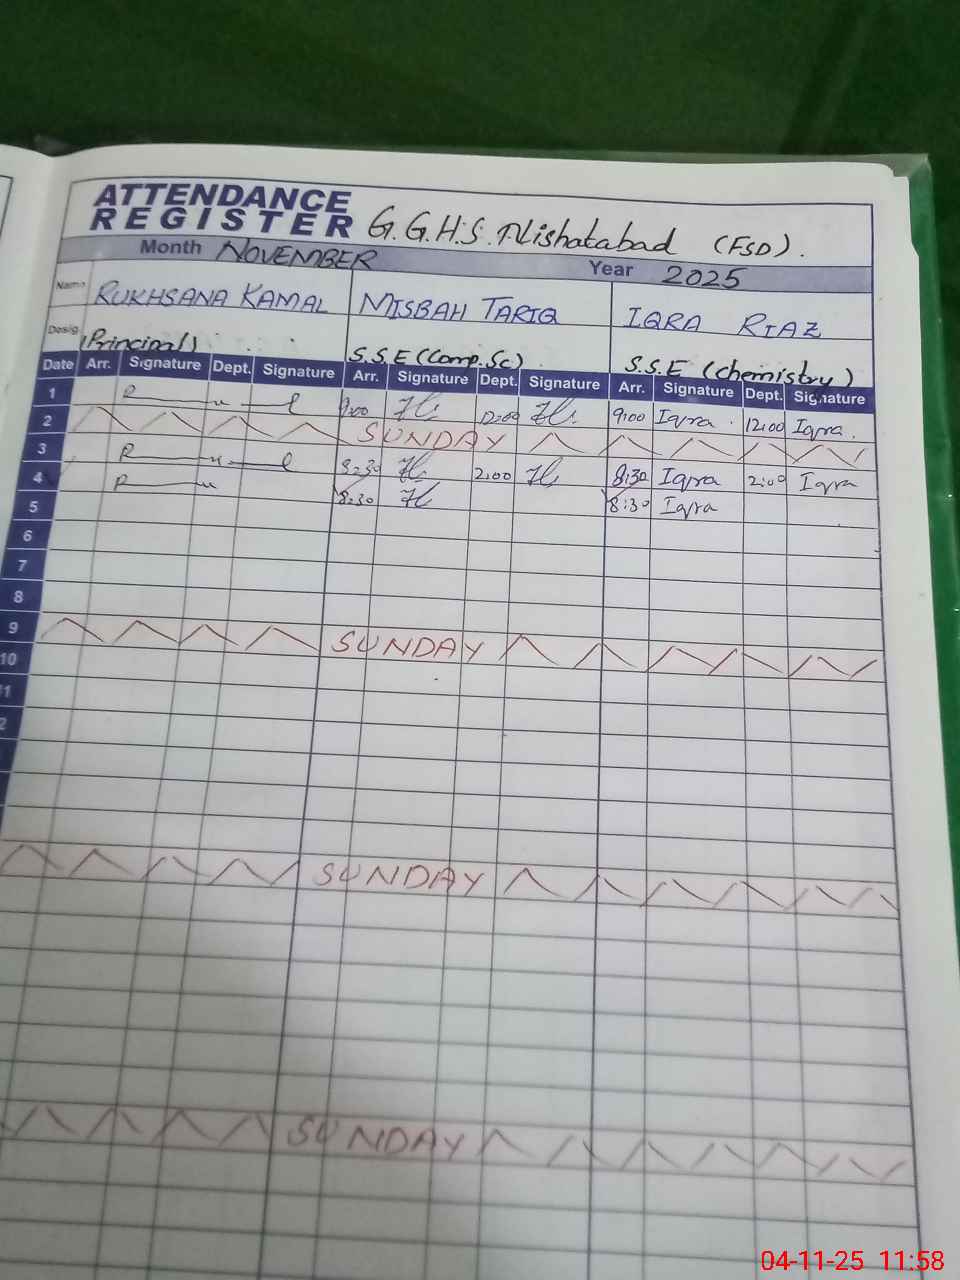 ATTENDANCE
REGISTER G.G.H.S. Nishatabad (FSD).
Month NOVEMBER Year 2025
Name RUKHSANA KAMAL MISBAH TARIQ IQRA RIAZ
Desig. (Principal) S.S.E (Comp.Sc) S.S.E (Chemistry)
Date Arr. Signature Dept. Signature Arr. Signature Dept. Signature Arr. Signature Dept. Signature
1 9:00 12:00 9:00 Iqra 12:00 Iqra.
2 SUNDAY
3 8:30 2:00 8:30 Iqra 2:00 Iqra
4 8:30 8:30 Iqra
5
6
7
8
9 SUNDAY
10
11
SUNDAY
SUNDAY
04-11-25 11:58